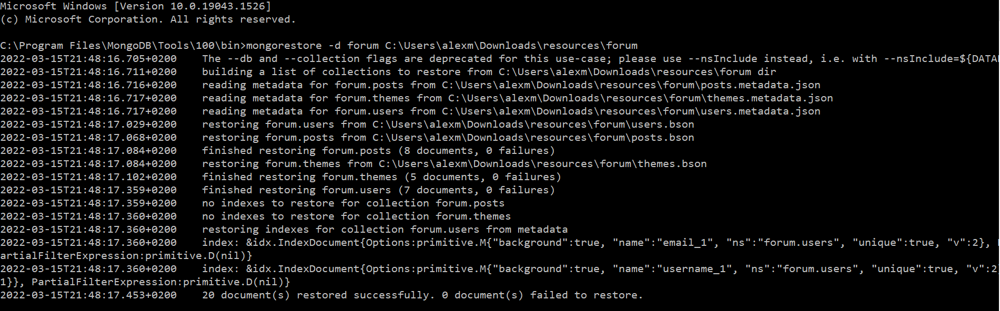 Microsoft Windows [Version 10.0.19043.1526]
(c) Microsoft Corporation. All rights reserved.
C:\Program Files\MongoDB\Tools\100\bin>mongorestore -d forum C:\Users\alexm\Downloads\resources\forum
2022-03-15T21:48:16.705+0200    The --db and --collection flags are deprecated for this use-case; please use --nsInclude instead, i.e. with --nsInclude=${DATA
2022-03-15T21:48:16.711+0200    building a list of collections to restore from C:\Users\alexm\Downloads\resources\forum dir
2022-03-15T21:48:16.716+0200    reading metadata for forum.posts from C:\Users\alexm\Downloads\resources\forum\posts.metadata.json
2022-03-15T21:48:16.717+0200    reading metadata for forum.themes from C:\Users\alexm\Downloads\resources\forum\themes.metadata.json
2022-03-15T21:48:16.717+0200    reading metadata for forum.users from C:\Users\alexm\Downloads\resources\forum\users.metadata.json
2022-03-15T21:48:17.029+0200    restoring forum.users from C:\Users\alexm\Downloads\resources\forum\users.bson
2022-03-15T21:48:17.068+0200    restoring forum.posts from C:\Users\alexm\Downloads\resources\forum\posts.bson
2022-03-15T21:48:17.084+0200    finished restoring forum.posts (8 documents, 0 failures)
2022-03-15T21:48:17.084+0200    restoring forum.themes from C:\Users\alexm\Downloads\resources\forum\themes.bson
2022-03-15T21:48:17.102+0200    finished restoring forum.themes (5 documents, 0 failures)
2022-03-15T21:48:17.359+0200    finished restoring forum.users (7 documents, 0 failures)
2022-03-15T21:48:17.359+0200    no indexes to restore for collection forum.posts
2022-03-15T21:48:17.360+0200    no indexes to restore for collection forum.themes
2022-03-15T21:48:17.360+0200    restoring indexes for collection forum.users from metadata
2022-03-15T21:48:17.360+0200    index: &idx.IndexDocument{Options:primitive.M{"background":true, "name":"email_1", "ns":"forum.users", "unique":true, "v":2},
artialFilterExpression:primitive.D(nil)}
2022-03-15T21:48:17.360+0200    index: &idx.IndexDocument{Options:primitive.M{"background":true, "name":"username_1", "ns":"forum.users", "unique":true, "v":2
1}}, PartialFilterExpression:primitive.D(nil)}
2022-03-15T21:48:17.453+0200    20 document(s) restored successfully. 0 document(s) failed to restore.